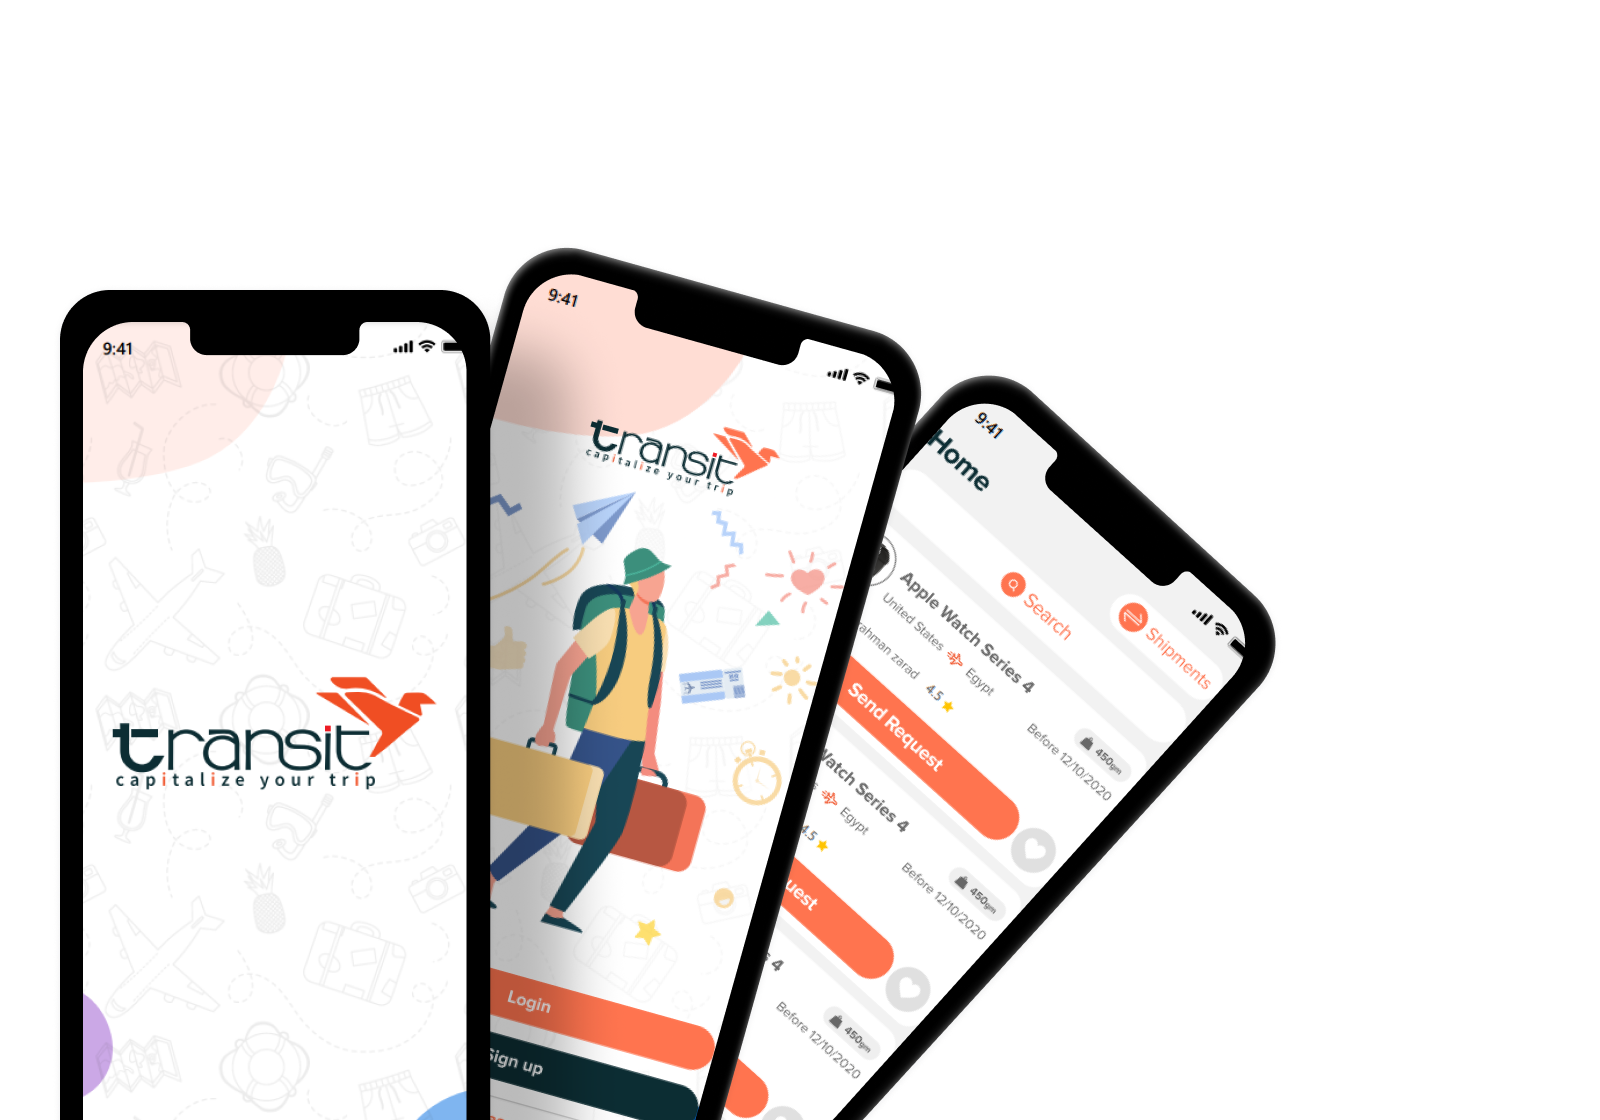 9:41
transit
capitalize your trip
9:41
transit
capitalize your trip
Login
Sign up
9:41
Home
Search
Shipments
Apple Watch Series 4
United States Egypt
rahman zarad 4.5
450gm
Before 12/10/2020
Send Request
Watch Series 4
Egypt
4.5
450gm
Before 12/10/2020
uest
s 4
450gm
Before 12/10/2020